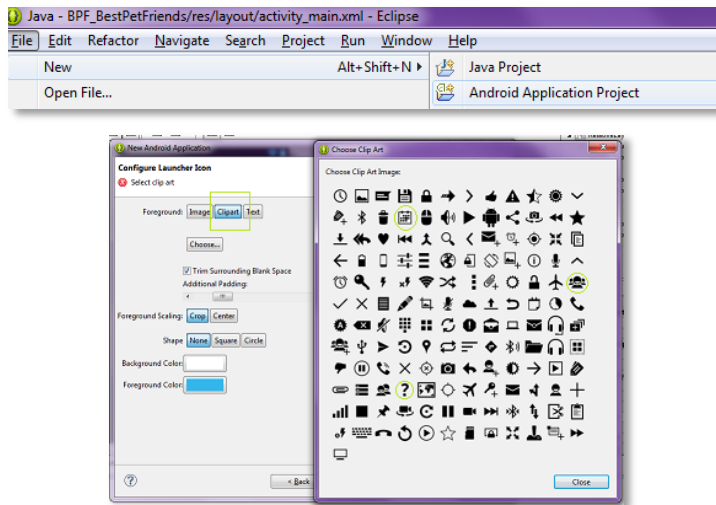 Java - BPF_BestPetFriends/res/layout/activity_main.xml - Eclipse
File Edit Refactor Navigate Search Project Run Window Help
New Alt+Shift+N
Java Project
Open File...
Android Application Project
New Android Application
Configure Launcher Icon
Select clip art
Foreground: Image Clipart Text
Choose...
Trim Surrounding Blank Space
Additional Padding:
Foreground Scaling: Crop Center
Shape None Square Circle
Background Color:
Foreground Color:
< Back
Choose Clip Art
Choose Clip Art Image:
Close